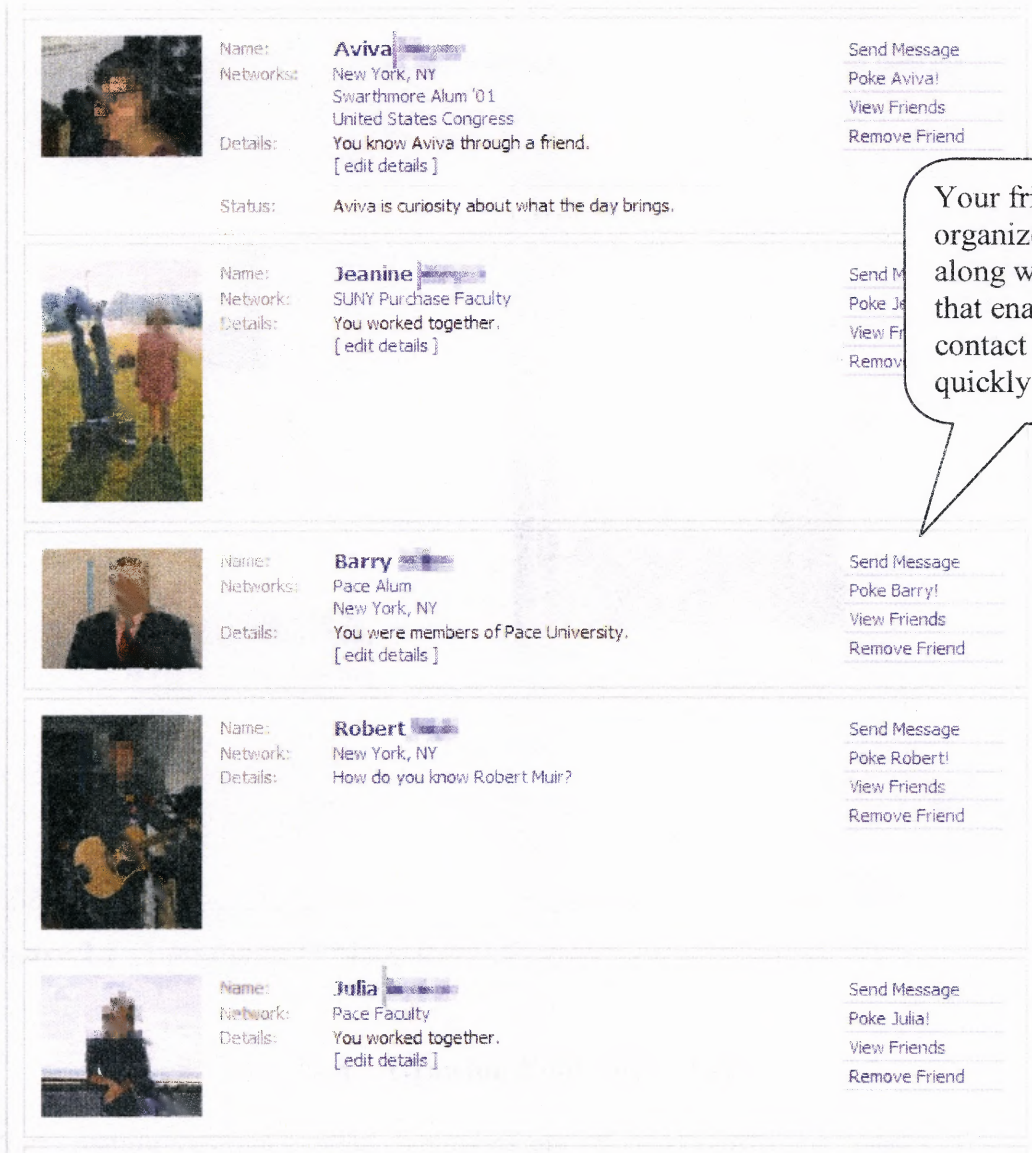 Name: Aviva Send Message
Networks: New York, NY Poke Aviva!
Swarthmore Alum '01 View Friends
United States Congress Remove Friend
Details: You know Aviva through a friend.
[ edit details ]
Status: Aviva is curiosity about what the day brings.
Your
along
that
contact
quickly
Name: Jeanine Send
Network: SUNY Purchase Faculty Poke
Details: You worked together. View
[ edit details ]
Name: Barry Send Message
Networks: Pace Alum Poke Barry!
New York, NY View Friends
Details: You were members of Pace University. Remove Friend
[ edit details ]
Name: Robert Send Message
Network: New York, NY Poke Robert!
Details: How do you know Robert Muir? View Friends
Remove Friend
Name: Julia Send Message
Network: Pace Faculty Poke Julia!
Details: You worked together. View Friends
[ edit details ] Remove Friend